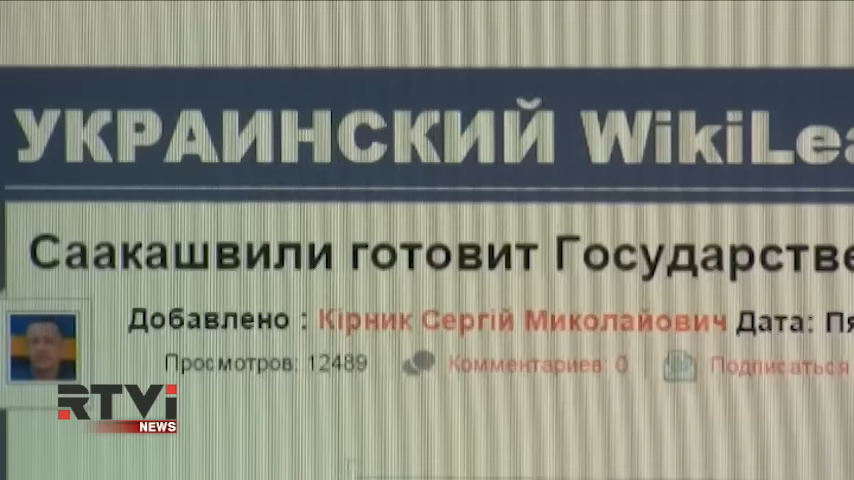 УКРАИНСКИЙ WikiLea
Саакашвили готовит Государстве
Добавлено : Кірник Сергій Миколайович Дата: Пя
Просмотров: 12489 Комментариев: 0 Подписаться
RTVi
NEWS